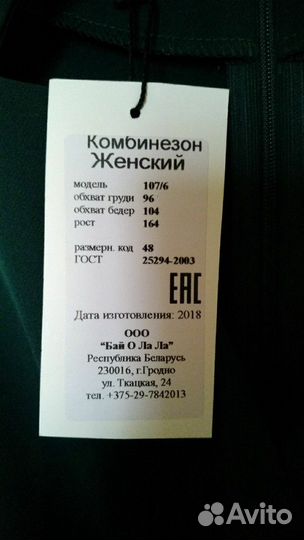 Комбинезон
Женский
модель 107/6
обхват груди 96
обхват бедер 104
рост 164
размерн. код 48
ГОСТ 25294-2003
EAC
Дата изготовления: 2018
ООО
“Бай О Ла Ла”
Республика Беларусь
230016, г.Гродно
ул. Ткацкая, 24
тел. +375-29-7842013
Avito